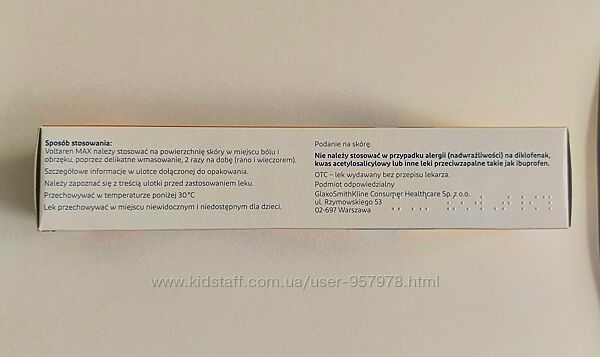 Sposób stosowania:
Voltaren MAX należy stosować na powierzchnię skóry w miejscu bólu i
obrzęku, poprzez delikatne wmasowanie, 2 razy na dobę (rano i wieczorem).
Szczegółowe informacje w ulotce dołączonej do opakowania.
Należy zapoznać się z treścią ulotki przed zastosowaniem leku.
Przechowywać w temperaturze poniżej 30°C
Lek przechowywać w miejscu niewidocznym i niedostępnym dla dzieci.
Podanie na skórę.
Nie należy stosować w przypadku alergii (nadwrażliwości) na diklofenak,
kwas acetylosalicylowy lub inne leki przeciwzapalne takie jak ibuprofen.
OTC – lek wydawany bez przepisu lekarza.
Podmiot odpowiedzialny
GlaxoSmithKline Consumer Healthcare Sp. z o.o.
ul. Rzymowskiego 53
02-697 Warszawa
www.kidstaff.com.ua/user-957978.html